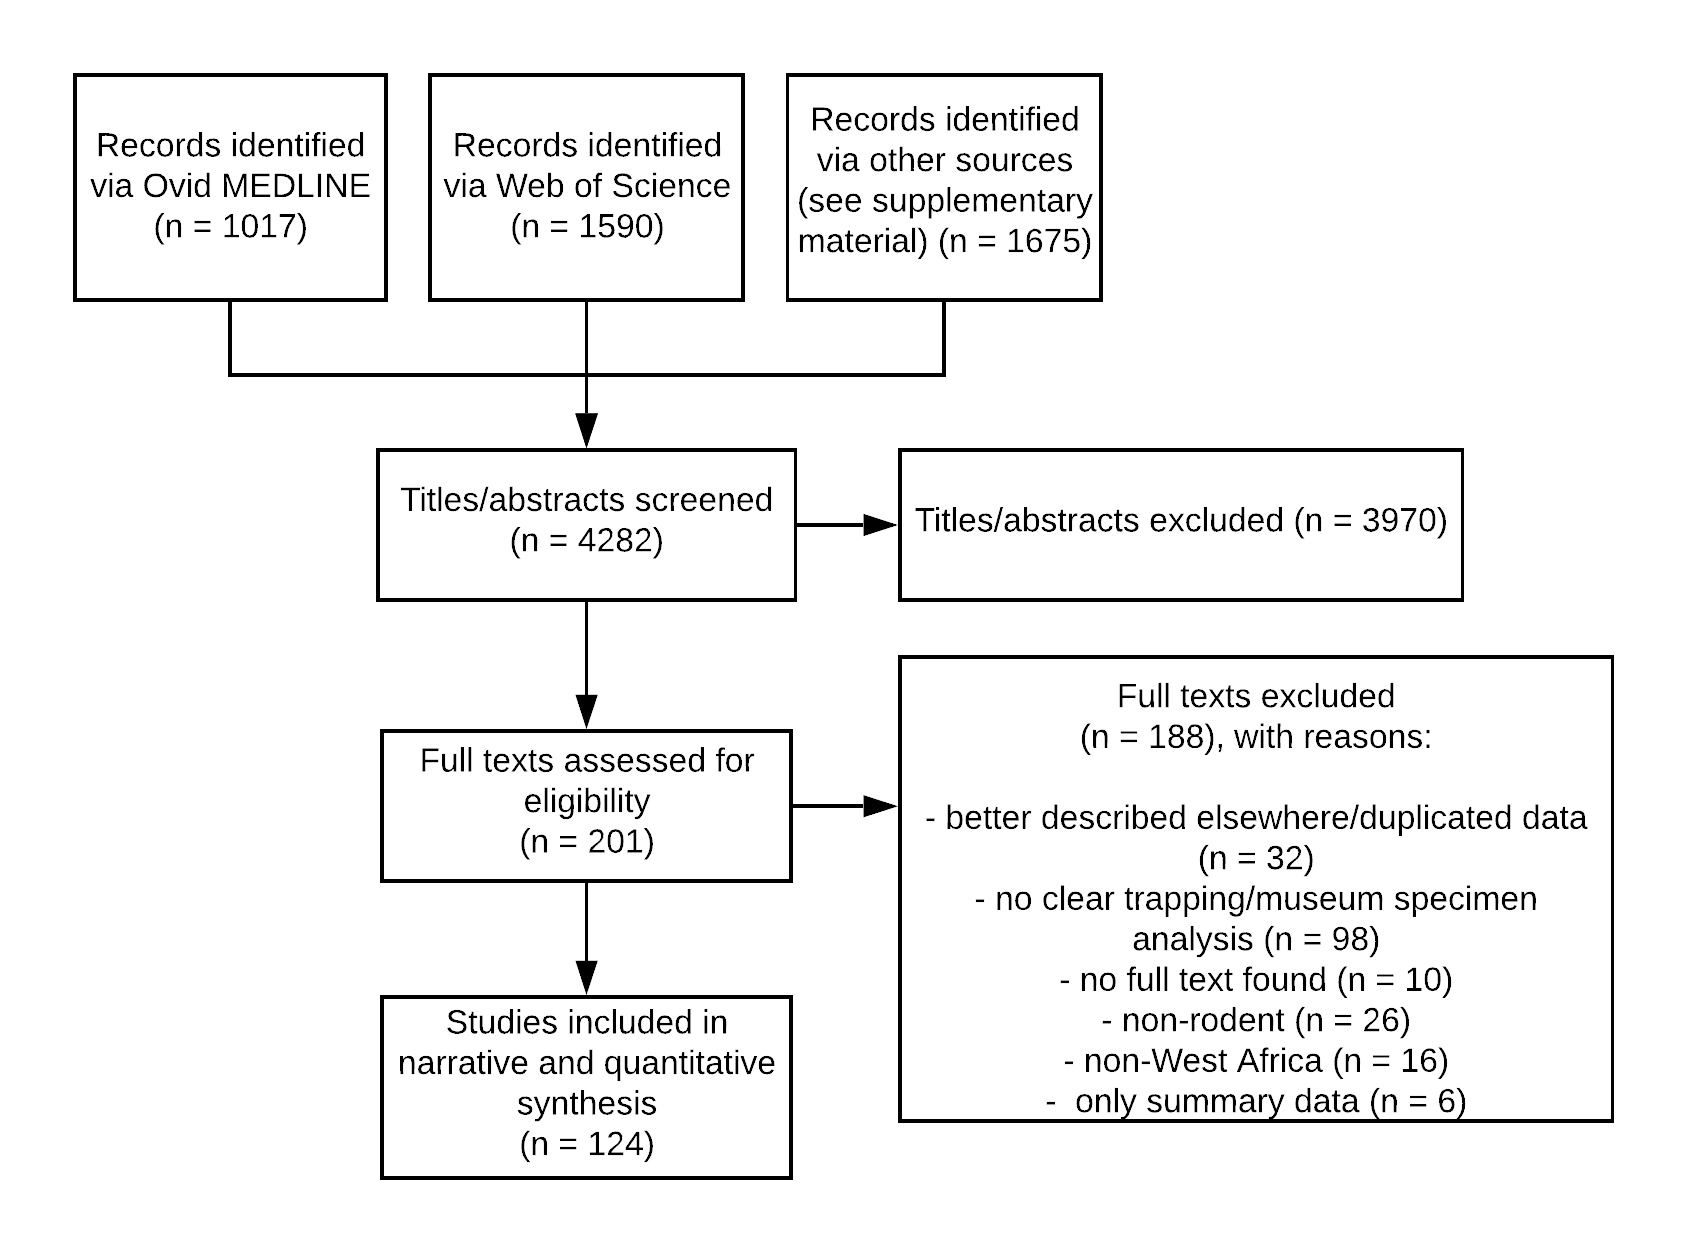 Records identified
via Ovid MEDLINE
(n = 1017)
Records identified
via Web of Science
(n = 1590)
Records identified
via other sources
(see supplementary
material) (n = 1675)
Titles/abstracts screened
(n = 4282)
Titles/abstracts excluded (n = 3970)
Full texts assessed for
eligibility
(n = 201)
Full texts excluded
(n = 188), with reasons:
- better described elsewhere/duplicated data
(n = 32)
- no clear trapping/museum specimen
analysis (n = 98)
- no full text found (n = 10)
- non-rodent (n = 26)
- non-West Africa (n = 16)
- only summary data (n = 6)
Studies included in
narrative and quantitative
synthesis
(n = 124)